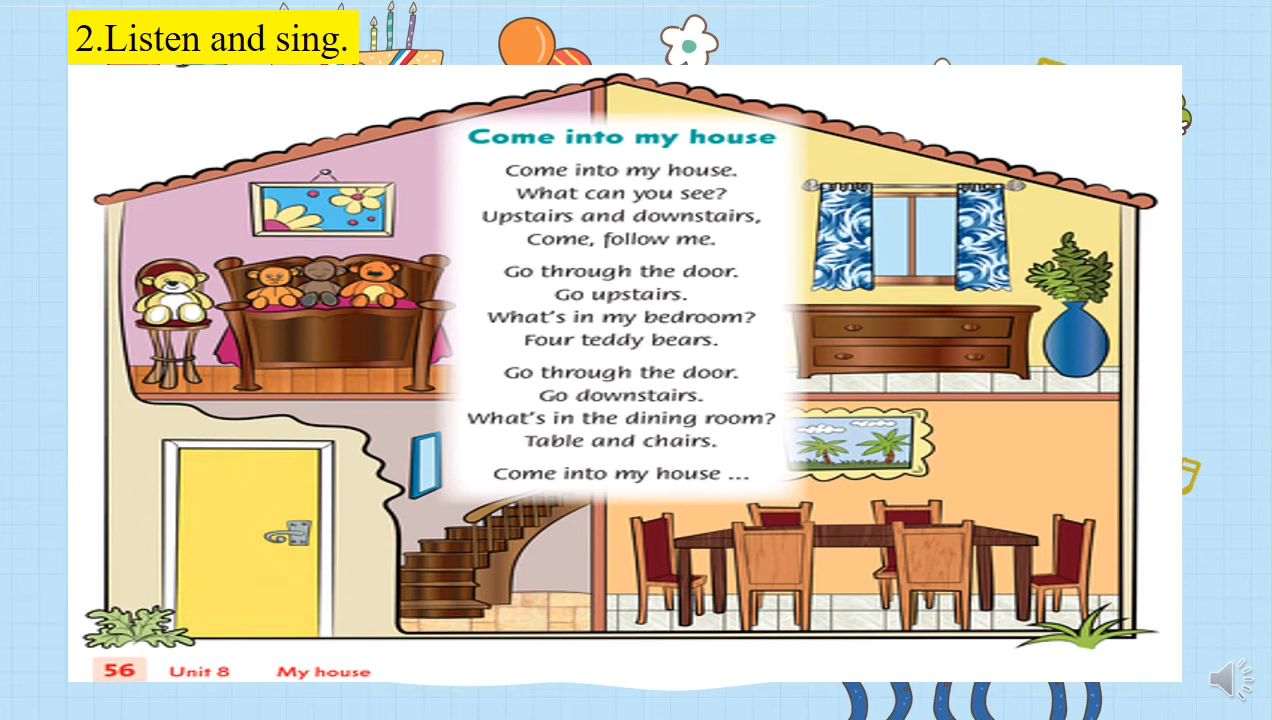 2.Listen and sing.
Come into my house
Come into my house.
What can you see?
Upstairs and downstairs,
Come, follow me.
Go through the door.
Go upstairs.
What's in my bedroom?
Four teddy bears.
Go through the door.
Go downstairs.
What's in the dining room?
Table and chairs.
Come into my house ...
56 Unit 8 My house